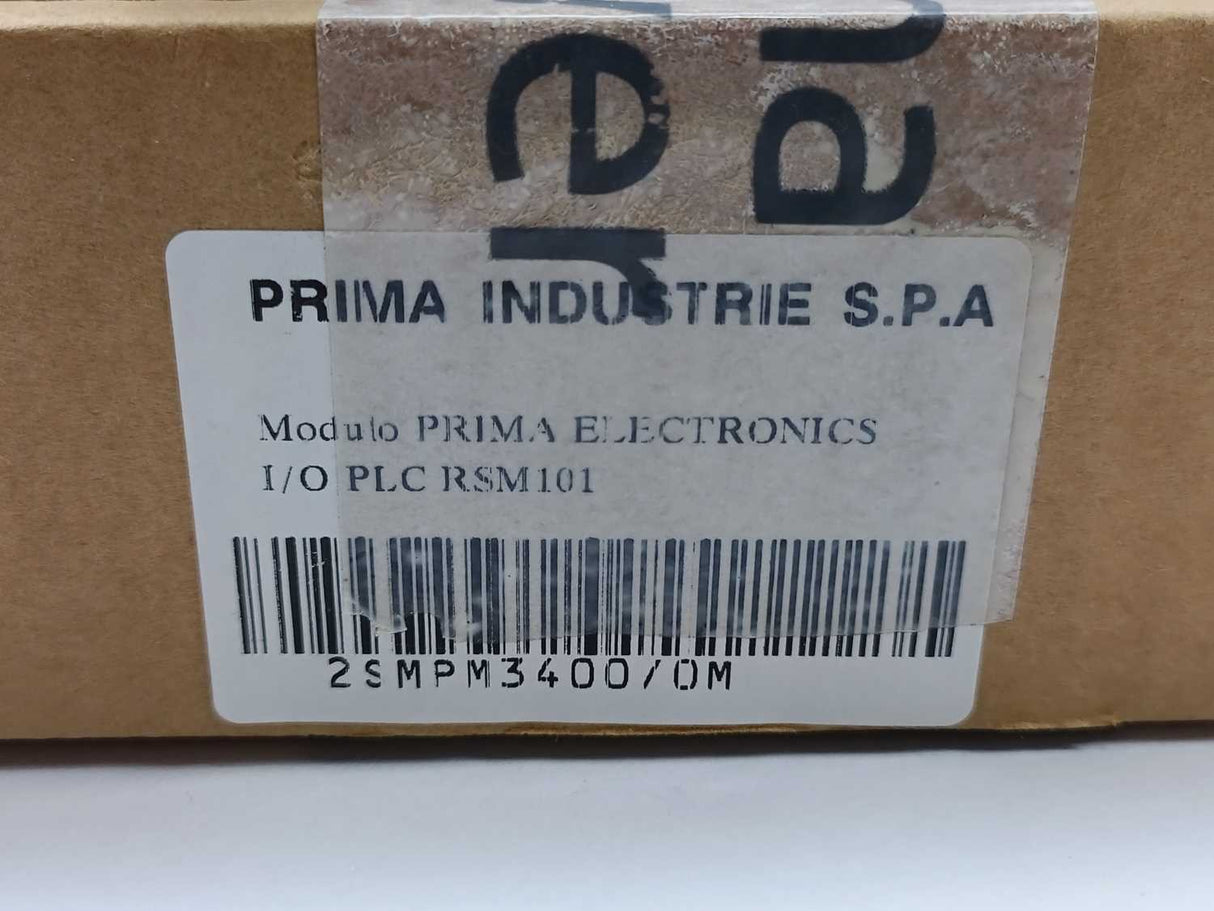 PRIMA INDUSTRIE S.P.A
Modulo PRIMA ELECTRONICS
I/O PLC RSM101
2SMPM3400/0M